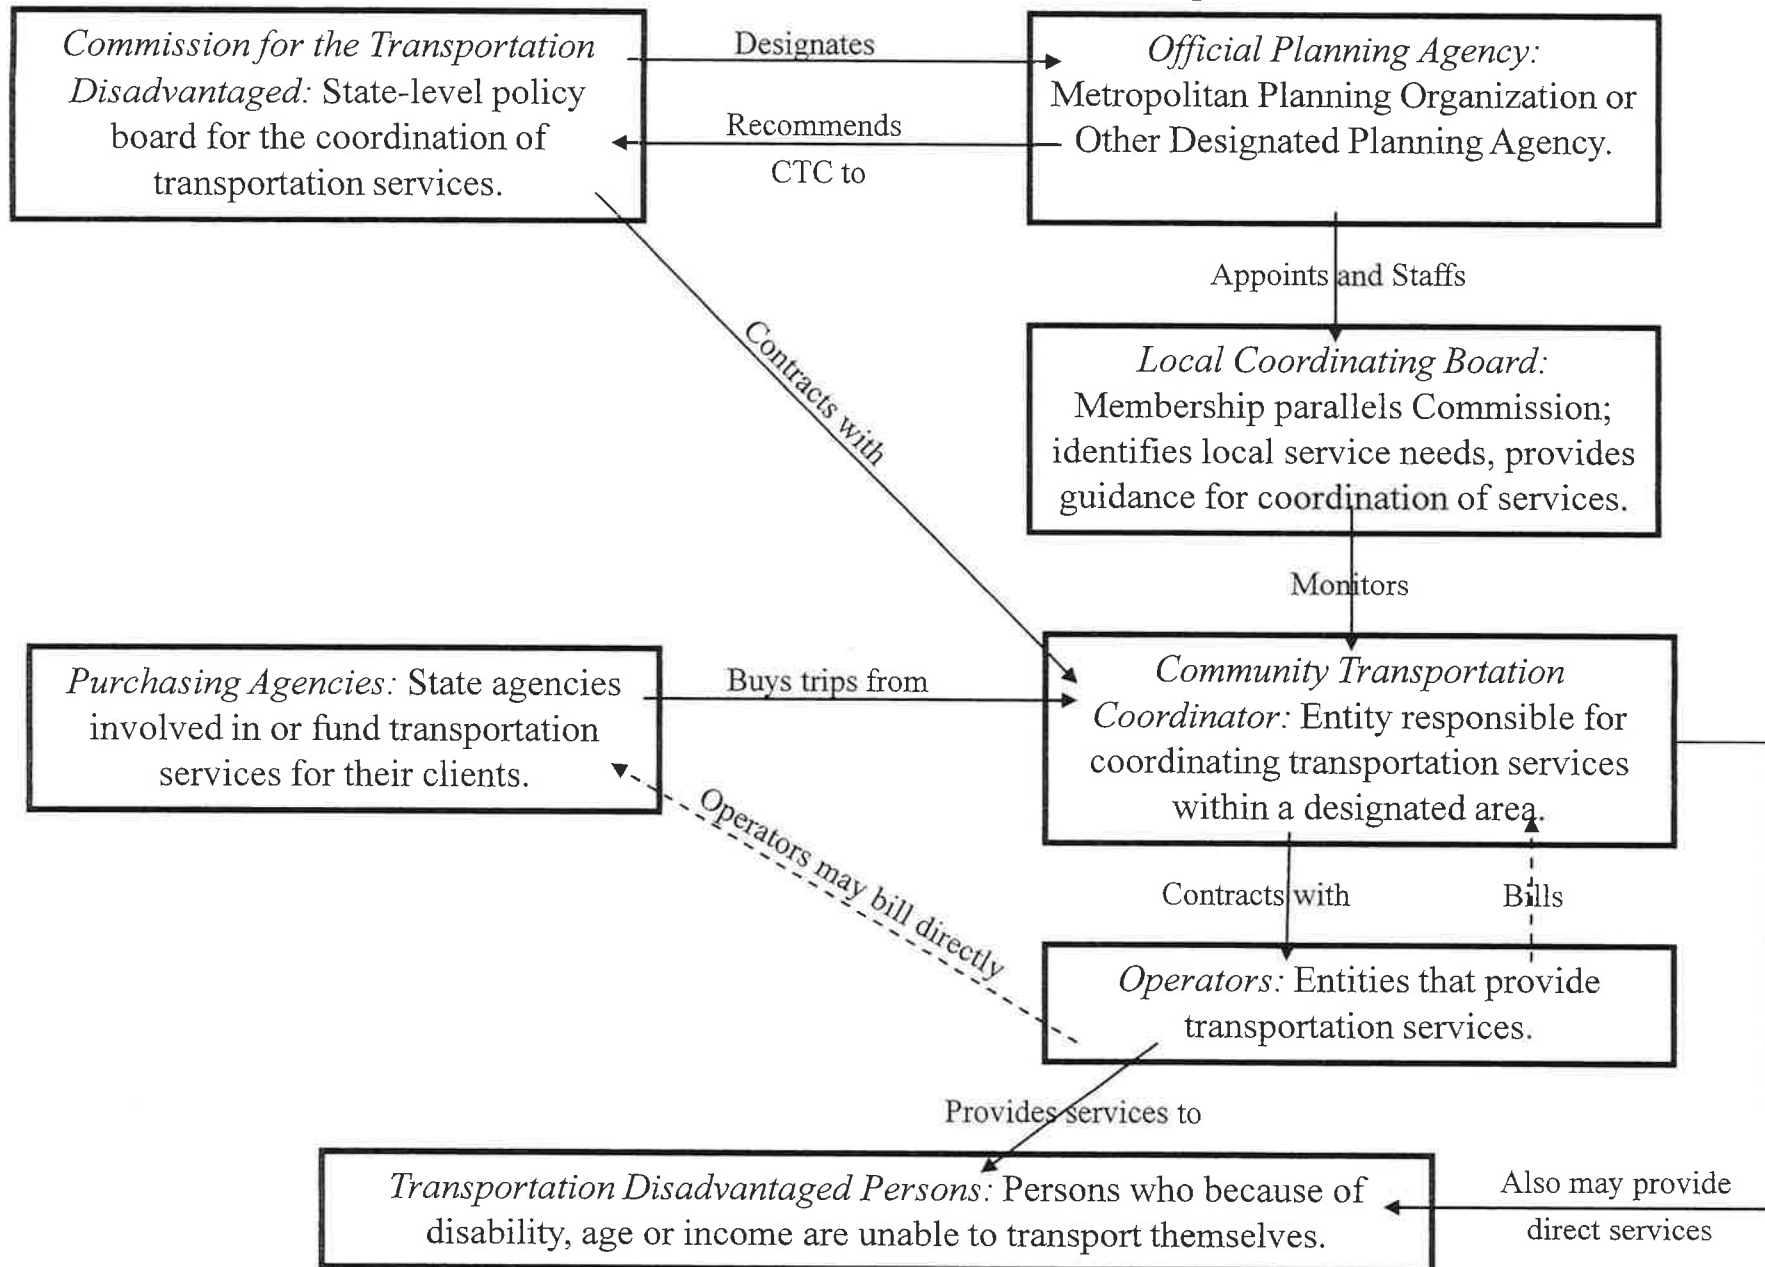 Commission for the Transportation
Disadvantaged: State-level policy
board for the coordination of
transportation services.
Designates
Recommends
CTC to
Official Planning Agency:
Metropolitan Planning Organization or
Other Designated Planning Agency.
Appoints and Staffs
Contracts with
Local Coordinating Board:
Membership parallels Commission;
identifies local service needs, provides
guidance for coordination of services.
Monitors
Purchasing Agencies: State agencies
involved in or fund transportation
services for their clients.
Buys trips from
Community Transportation
Coordinator: Entity responsible for
coordinating transportation services
within a designated area.
Operators may bill directly
Contracts with
Bills
Operators: Entities that provide
transportation services.
Provides services to
Transportation Disadvantaged Persons: Persons who because of
disability, age or income are unable to transport themselves.
Also may provide
direct services